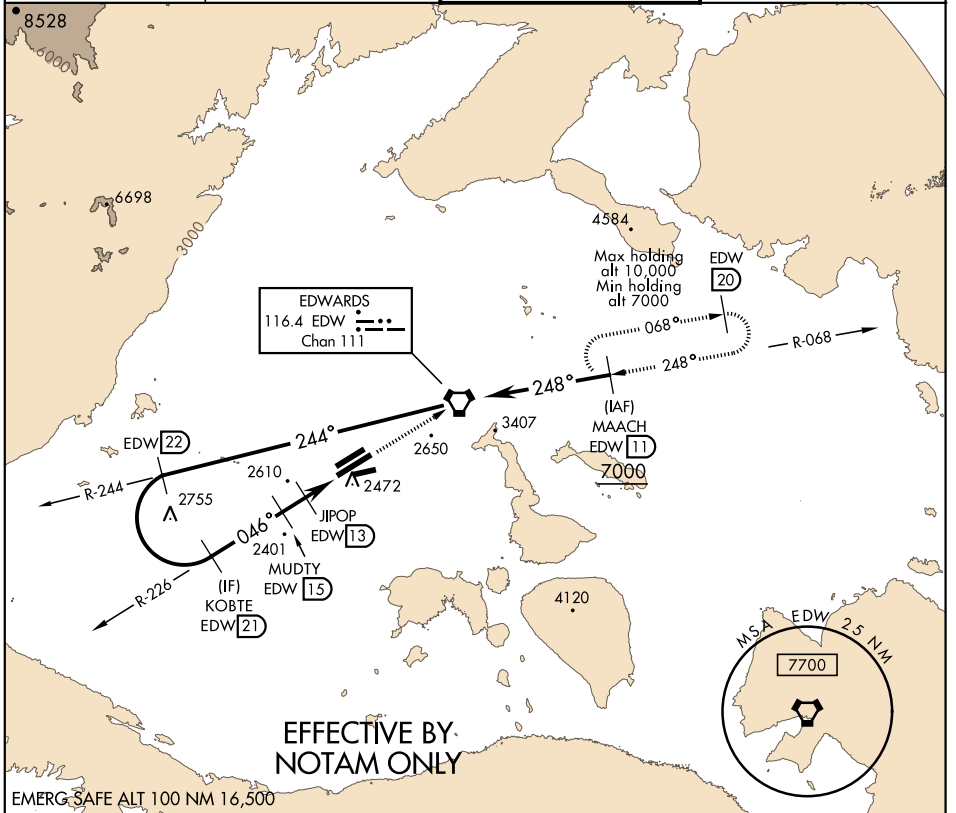 8528
6000
6698
3000
4584
Max holding
alt 10,000
Min holding
alt 7000
EDW
20
EDWARDS
116.4 EDW
Chan 111
068°
R-068
248°
248°
(IAF)
MAACH
EDW 11
7000
3407
2650
244°
EDW 22
R-244
2755
2610
2472
046°
JIPOP
EDW 13
2401
MUDTY
EDW 15
R-226
(IF)
KOBTE
EDW 21
4120
MSA EDW 25 NM
7700
EFFECTIVE BY
NOTAM ONLY
EMERG SAFE ALT 100 NM 16,500